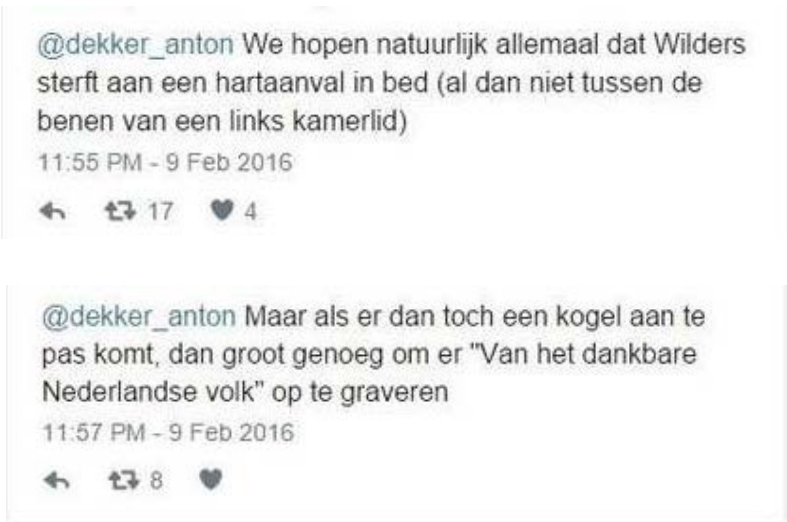 @dekker_anton We hopen natuurlijk allemaal dat Wilders
sterft aan een hartaanval in bed (al dan niet tussen de
benen van een links kamerlid)
11:55 PM - 9 Feb 2016
17 4
@dekker_anton Maar als er dan toch een kogel aan te
pas komt, dan groot genoeg om er "Van het dankbare
Nederlandse volk" op te graveren
11:57 PM - 9 Feb 2016
8